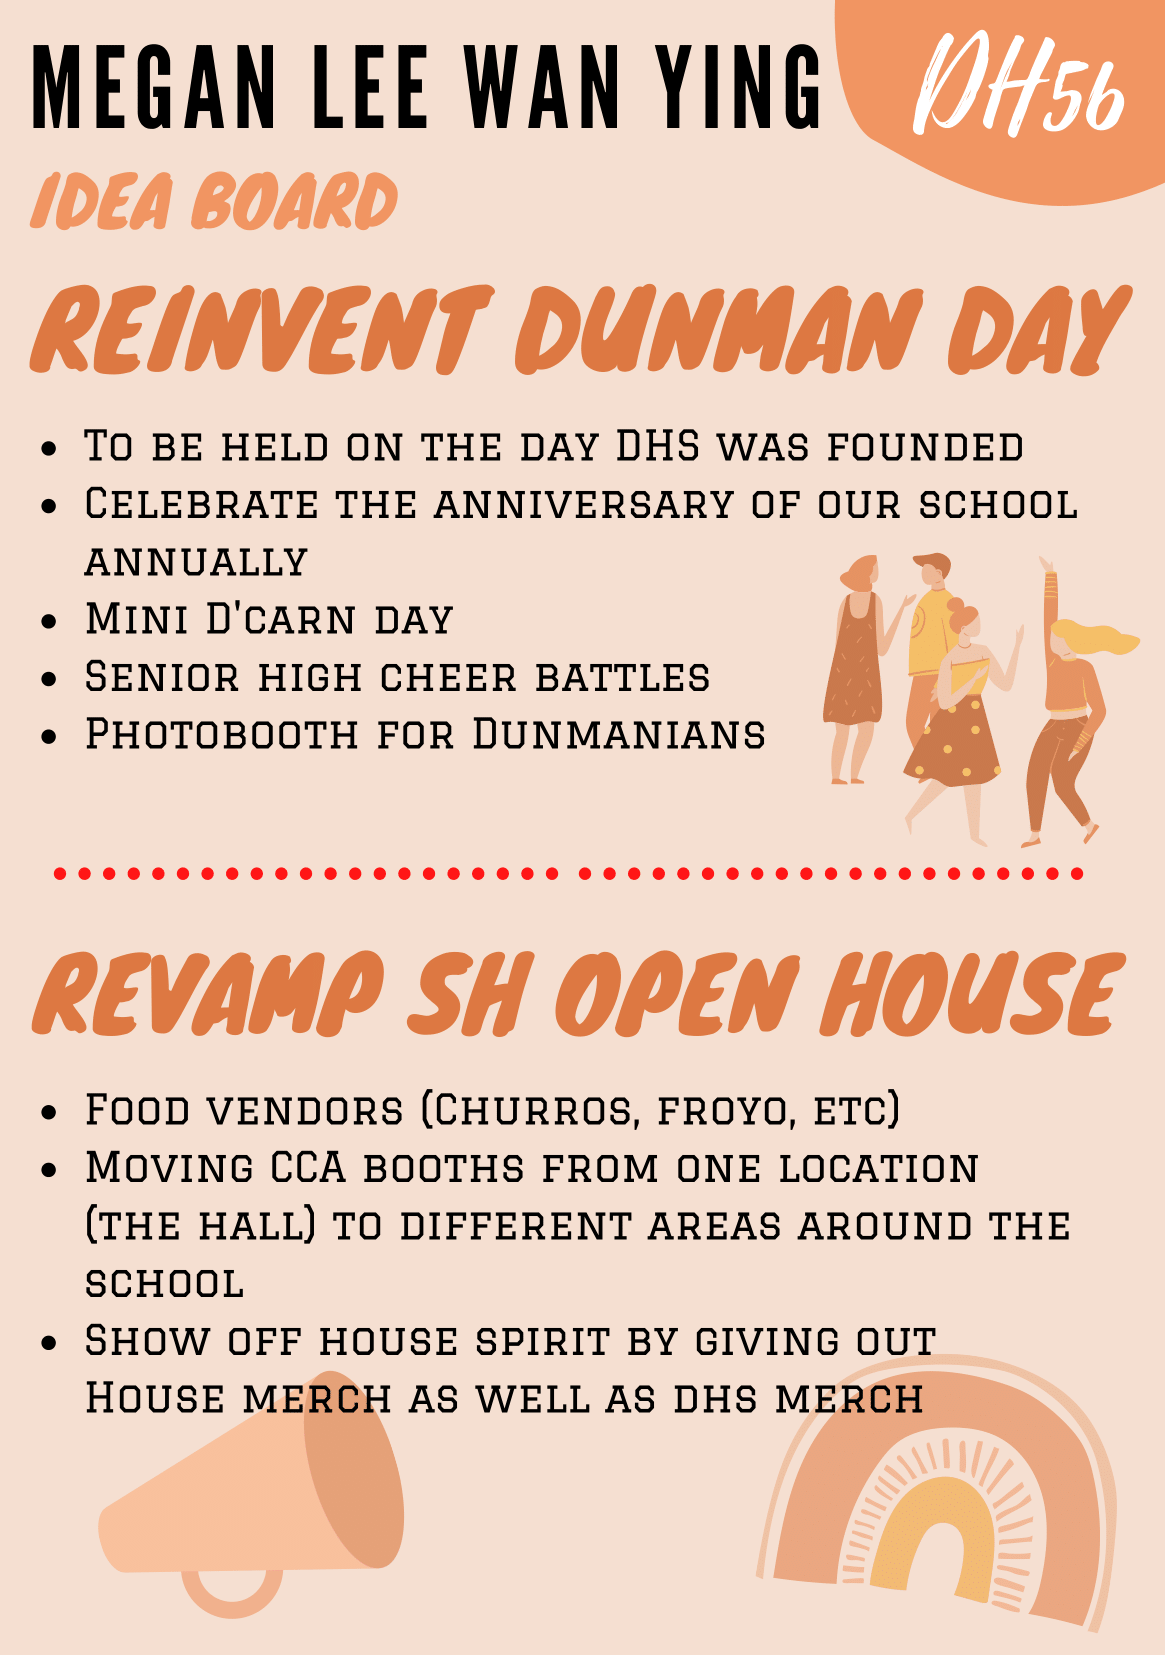 MEGAN LEE WAN YING
DH56
IDEA BOARD
REINVENT DUNMAN DAY
• To be held on the day DHS was founded
• Celebrate the anniversary of our school
annually
• Mini D'carn day
• Senior high cheer battles
• Photobooth for Dunmanians
REVAMP SH OPEN HOUSE
• Food vendors (Churros, froyo, etc)
• Moving CCA booths from one location
(the hall) to different areas around the
school
• Show off house spirit by giving out
House merch as well as dhs merch